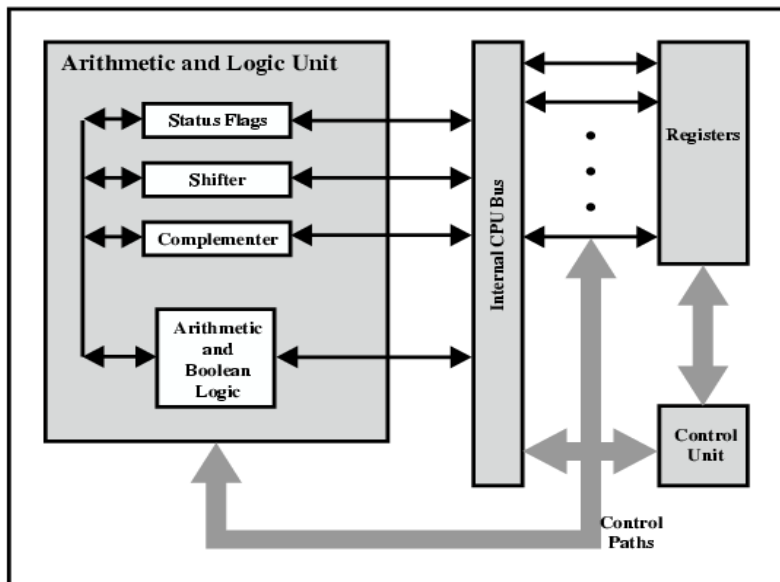 Arithmetic and Logic Unit
Status Flags
Shifter
Complementer
Arithmetic
and
Boolean
Logic
Internal CPU Bus
Registers
Control
Unit
Control
Paths